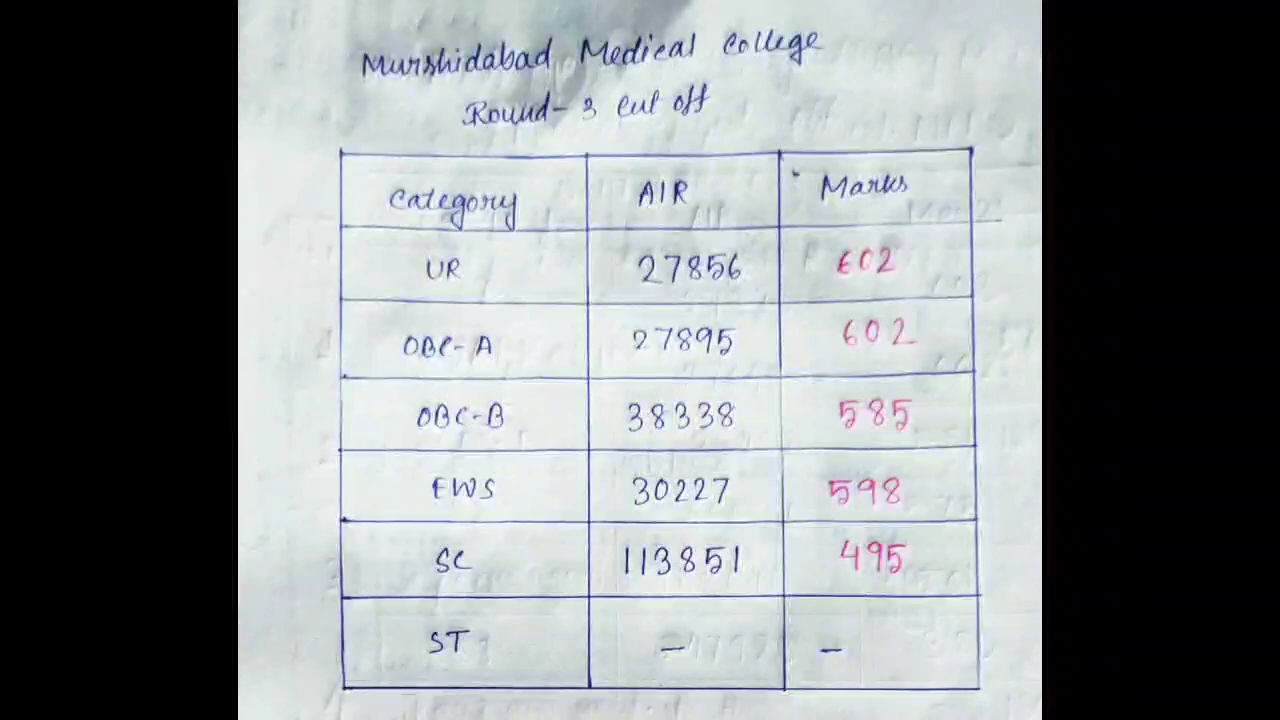 Murshidabad Medical College
Round-3 Cut off
Category AIR Marks
UR 27856 602
OBC-A 27895 602
OBC-B 38338 585
EWS 30227 598
SC 113851 495
ST — —